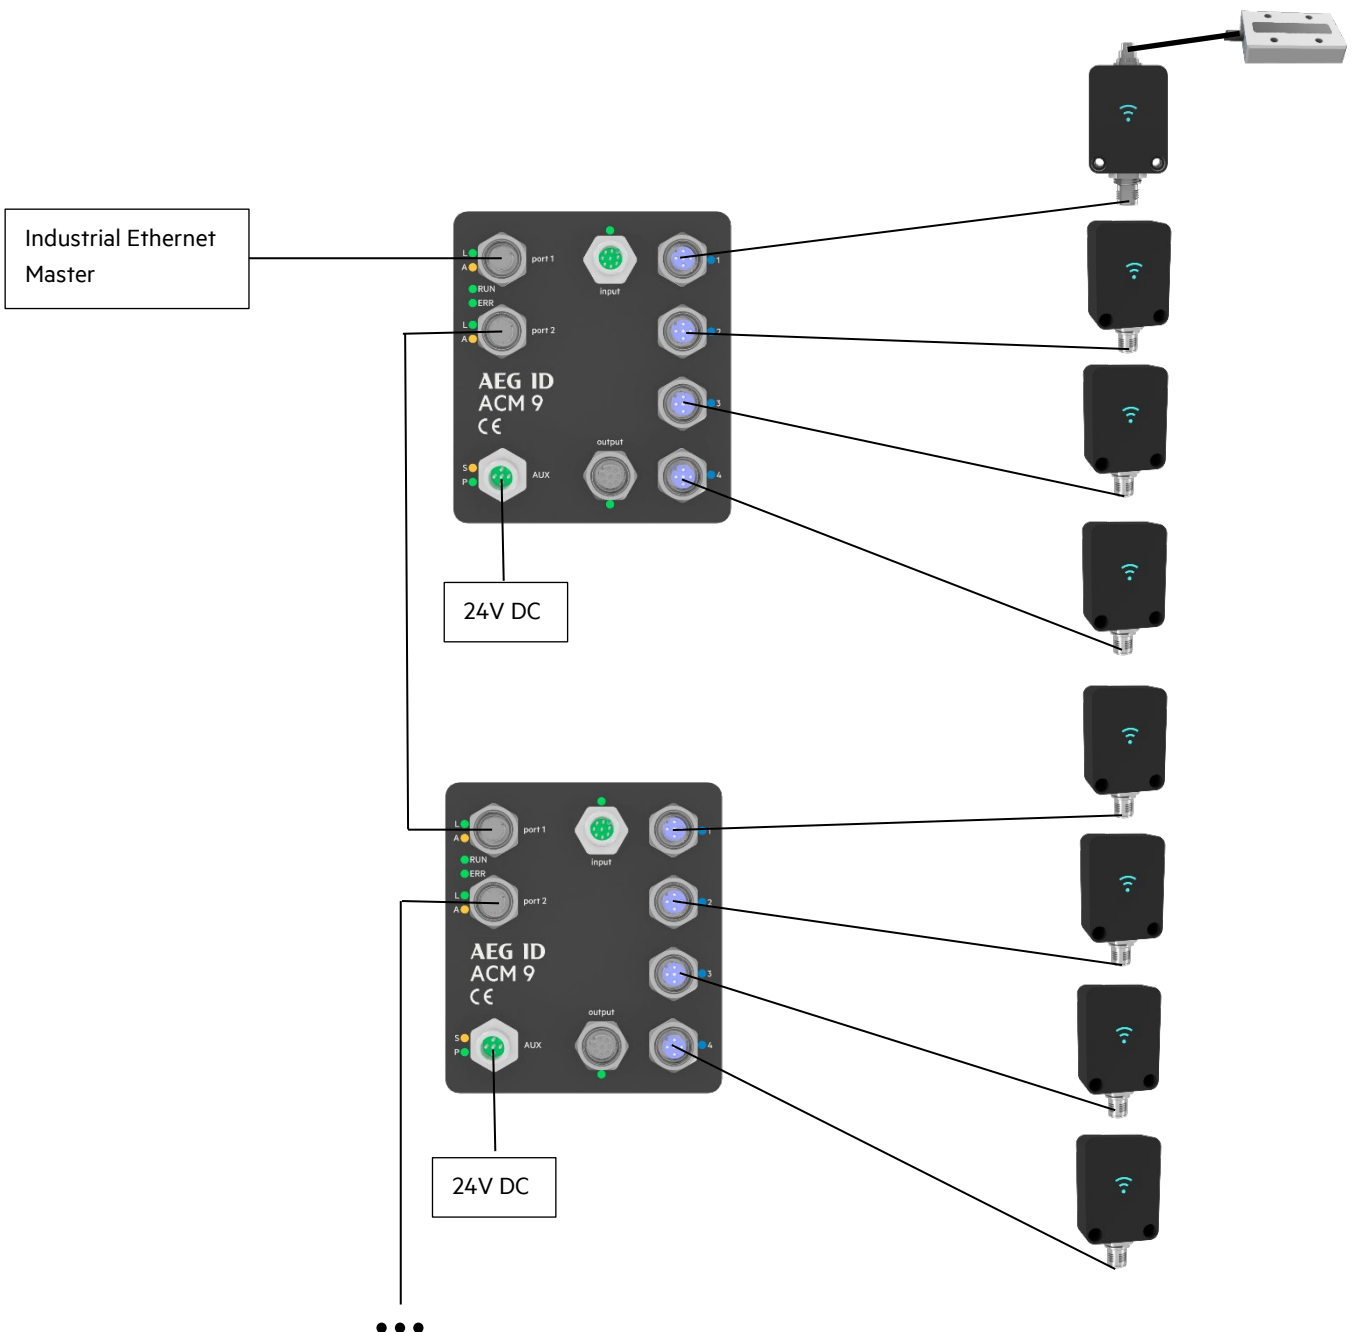 Industrial Ethernet
Master
L
A
port 1
RUN
ERR
L
A
port 2
input
1
2
3
4
AEG ID
ACM 9
CE
output
S
P
AUX
24V DC
L
A
port 1
RUN
ERR
L
A
port 2
input
1
2
3
4
AEG ID
ACM 9
CE
output
S
P
AUX
24V DC
...